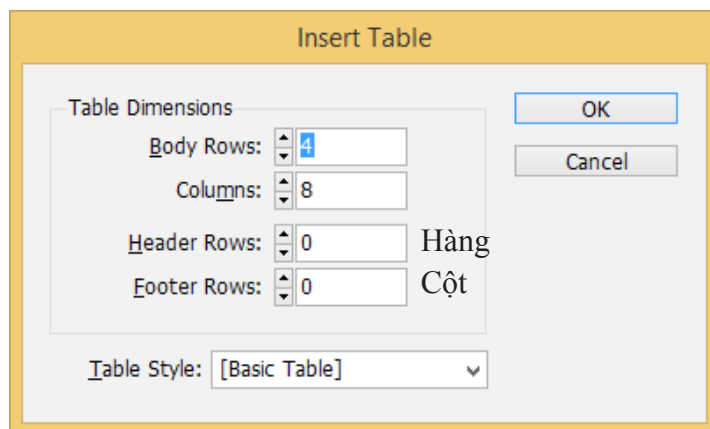 Insert Table
Table Dimensions
Body Rows: 4
Columns: 8
Header Rows: 0 Hàng
Footer Rows: 0 Cột
Table Style: [Basic Table]
OK
Cancel